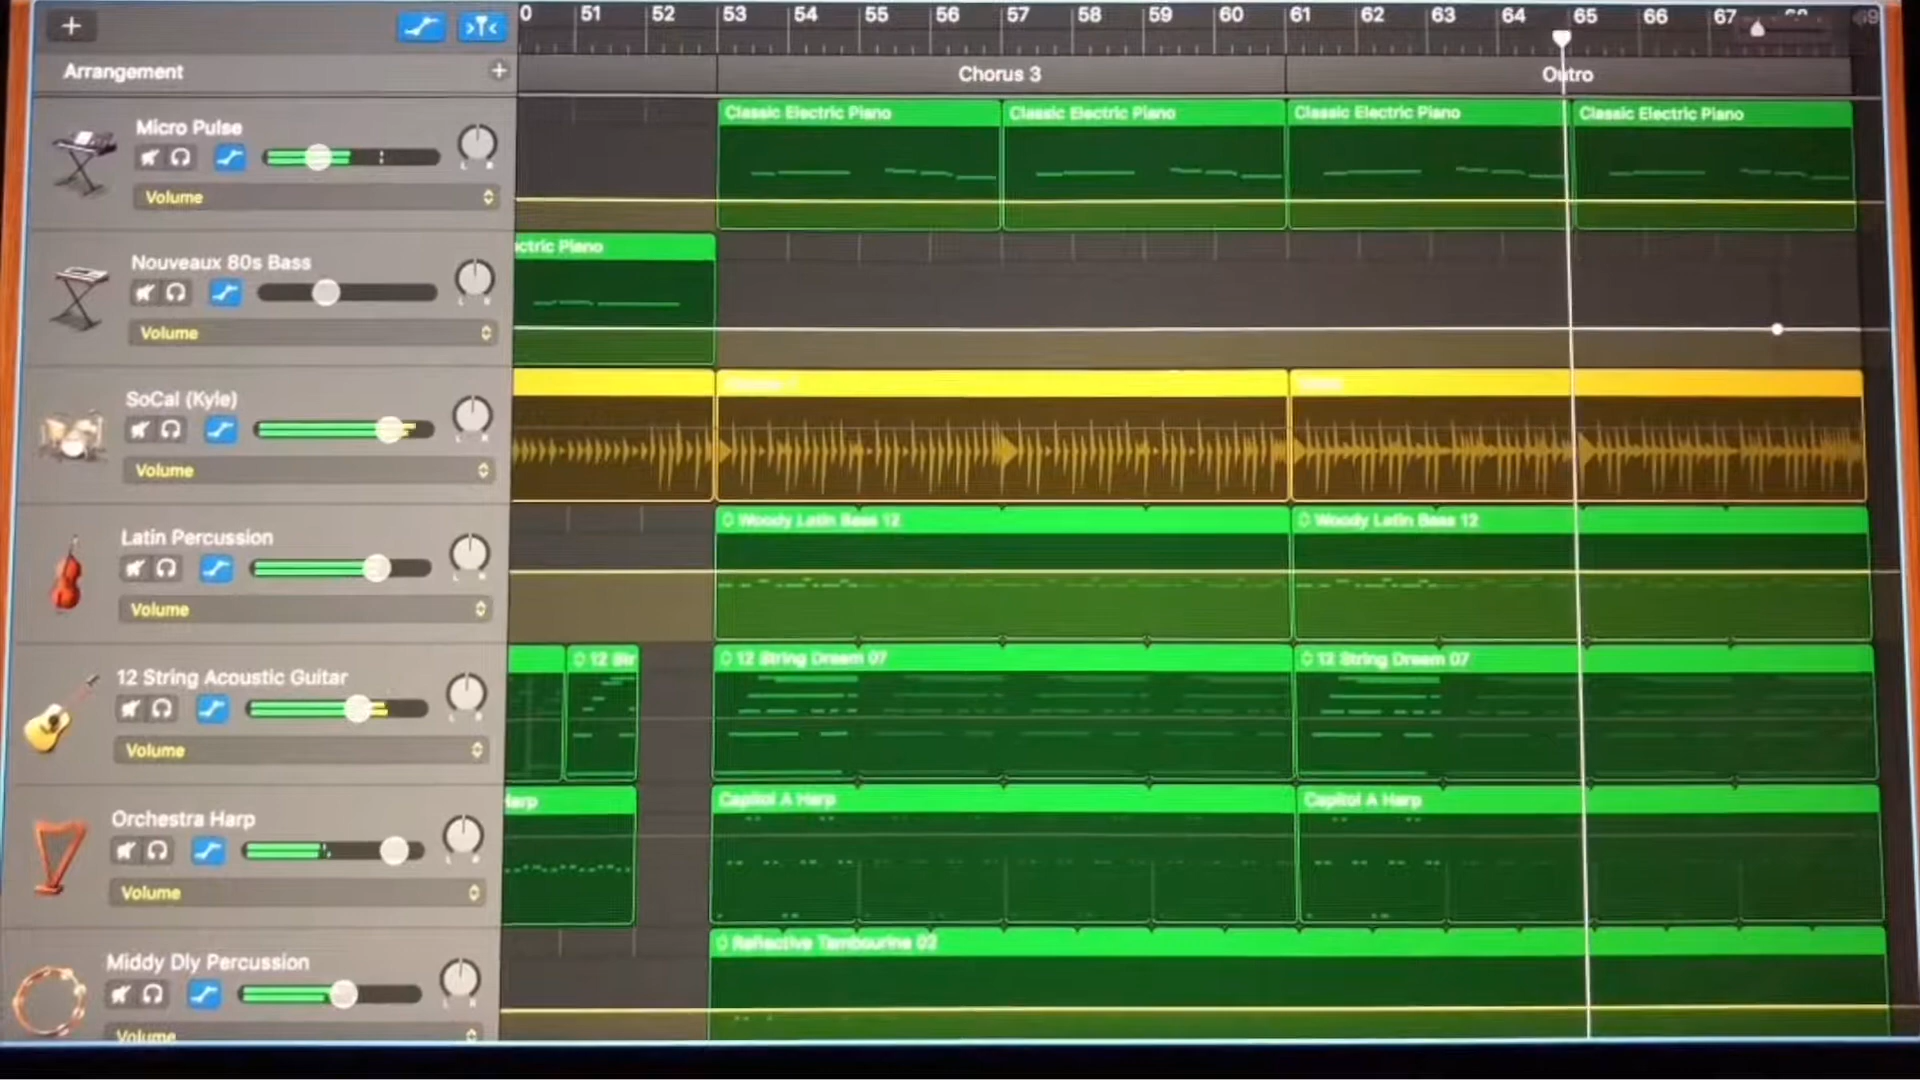 0 51 52 53 54 55 56 57 58 59 60 61 62 63 64 65 66 67
Arrangement
Chorus 3
Outro
Micro Pulse
Volume
Classic Electric Piano
Classic Electric Piano
Classic Electric Piano
Classic Electric Piano
Nouveaux 80s Bass
Volume
ctric Piano
SoCal (Kyle)
Volume
Latin Percussion
Volume
Woody Latin Bass 12
Woody Latin Bass 12
12 String Acoustic Guitar
Volume
12 Str
12 String Dream 07
12 String Dream 07
Orchestra Harp
Volume
Harp
Capitol A Harp
Capitol A Harp
Middy Dly Percussion
Volume
Reflective Tambourine 02